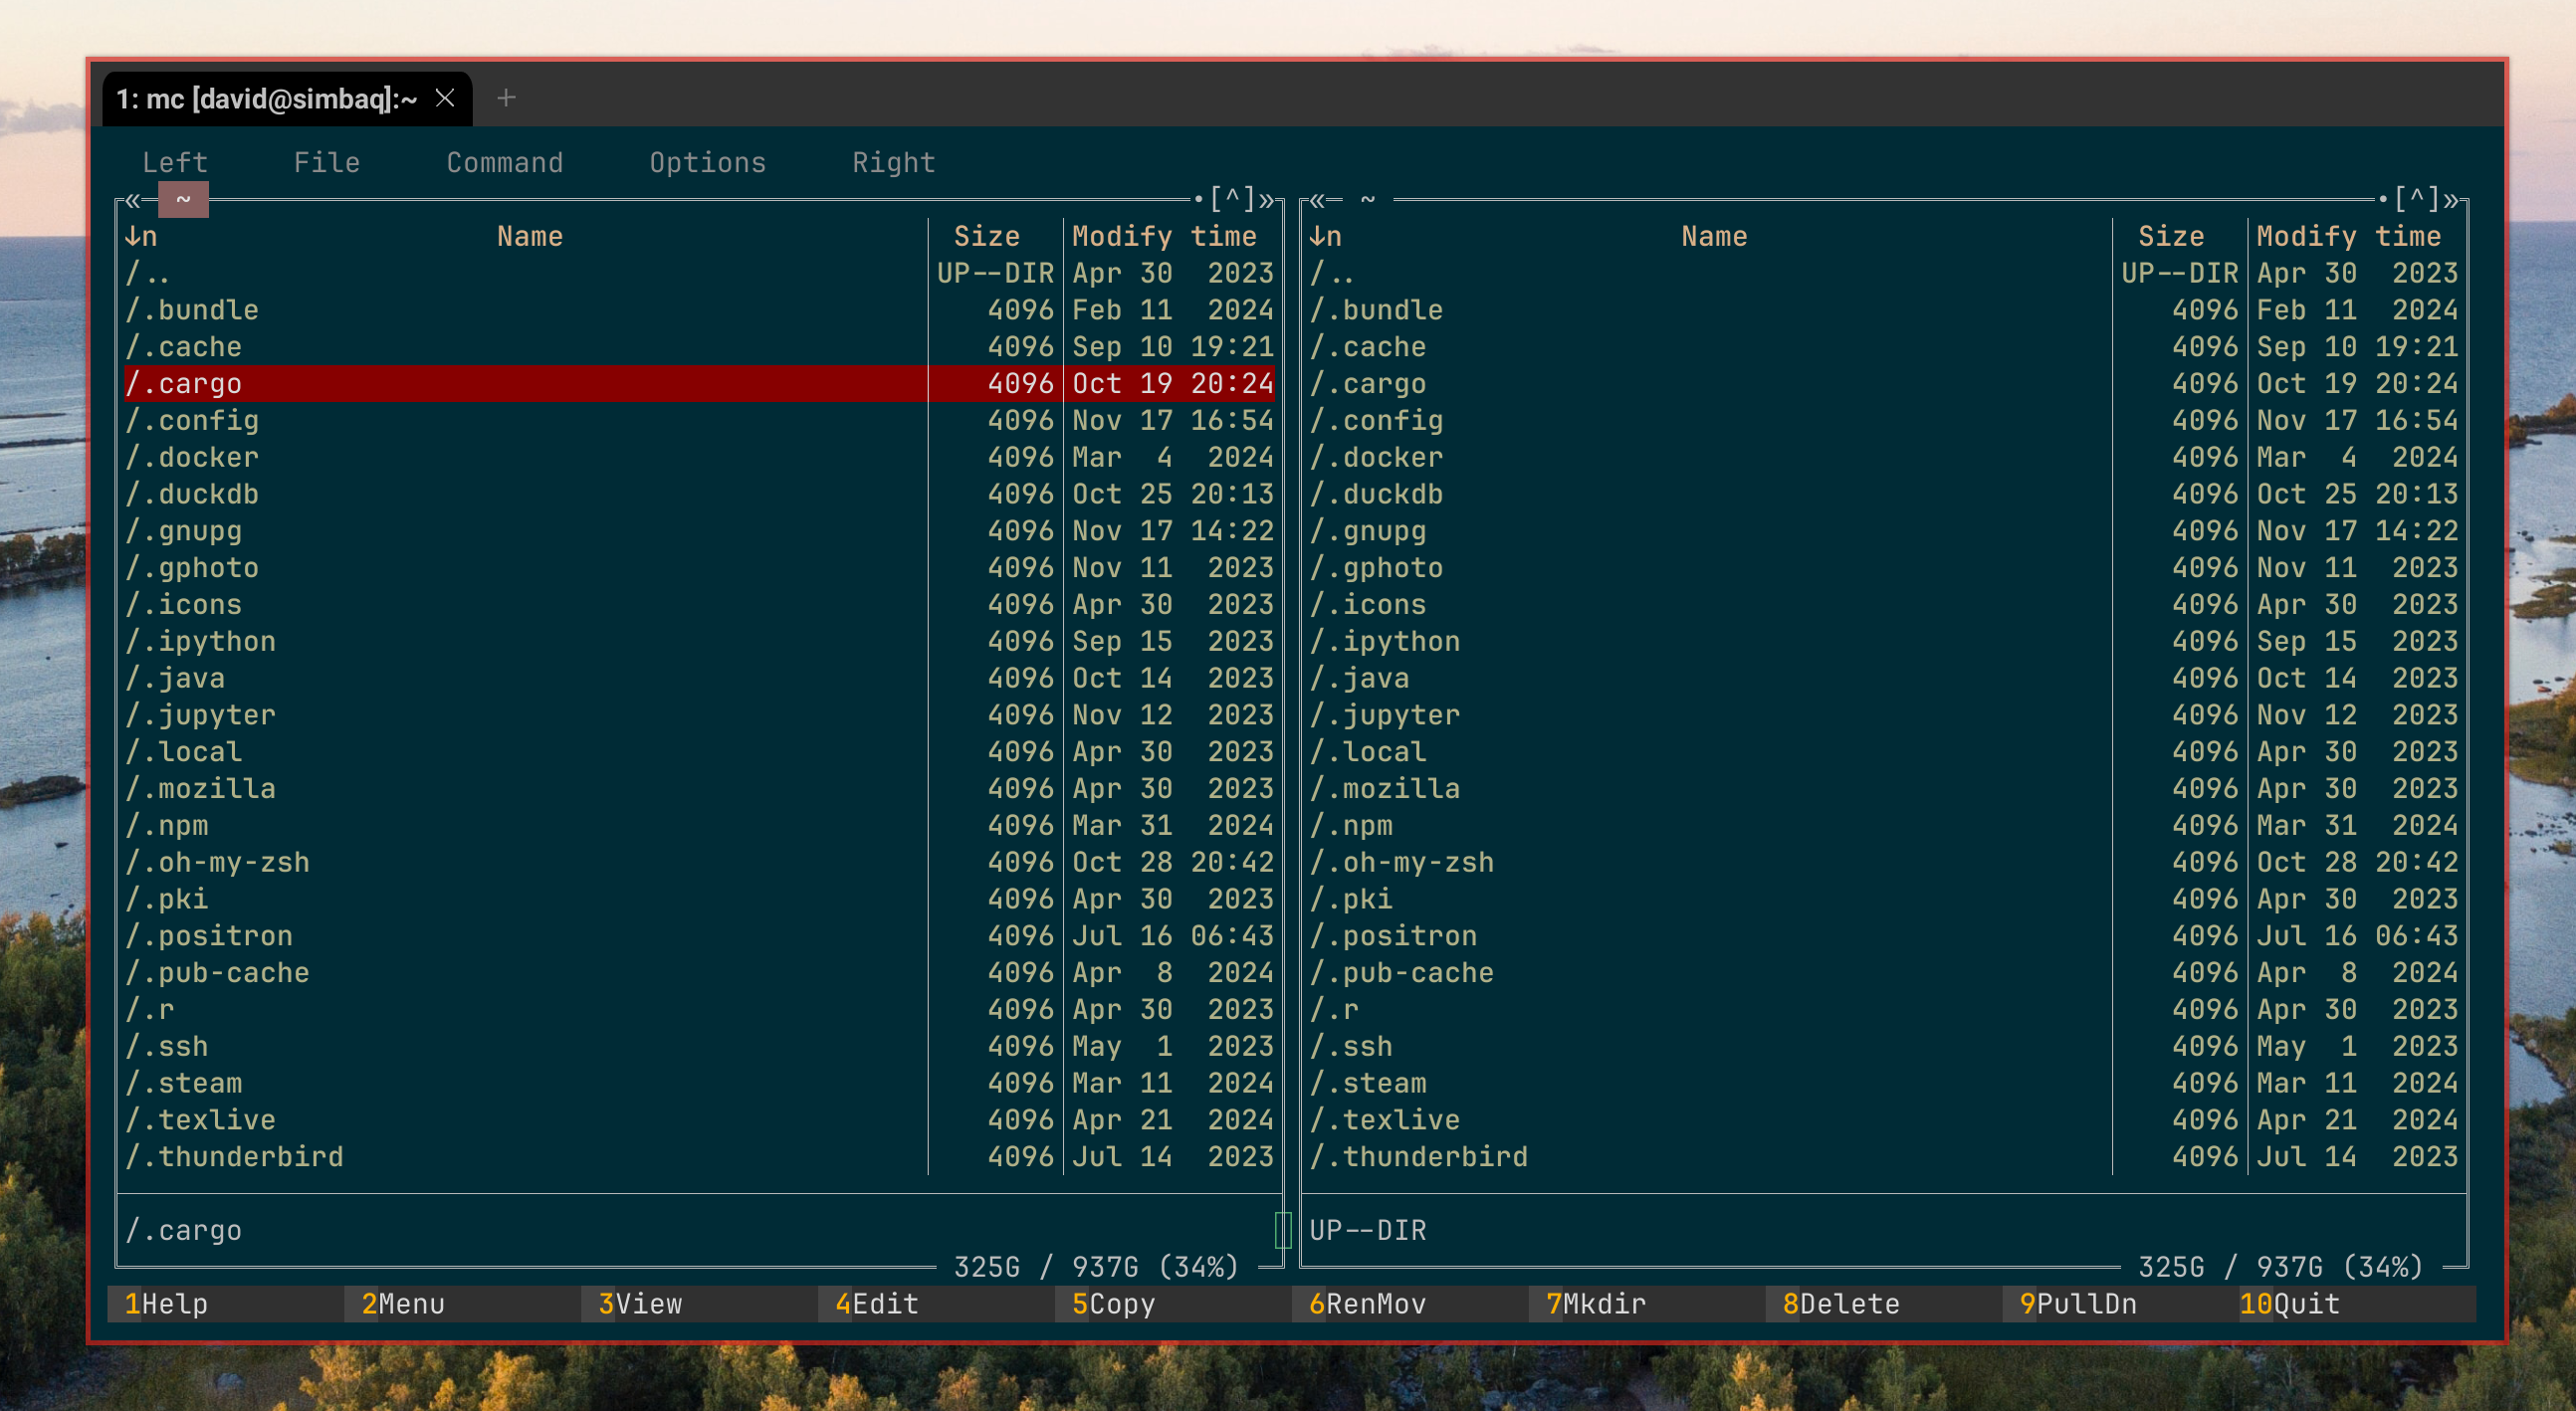 1: mc [david@simbaq]:~ × +
Left File Command Options Right
«─ ~ ─•[^]» «─ ~ ─•[^]»
↓n Name Size Modify time ↓n Name Size Modify time
/.. UP--DIR Apr 30 2023 /.. UP--DIR Apr 30 2023
/.bundle 4096 Feb 11 2024 /.bundle 4096 Feb 11 2024
/.cache 4096 Sep 10 19:21 /.cache 4096 Sep 10 19:21
/.cargo 4096 Oct 19 20:24 /.cargo 4096 Oct 19 20:24
/.config 4096 Nov 17 16:54 /.config 4096 Nov 17 16:54
/.docker 4096 Mar 4 2024 /.docker 4096 Mar 4 2024
/.duckdb 4096 Oct 25 20:13 /.duckdb 4096 Oct 25 20:13
/.gnupg 4096 Nov 17 14:22 /.gnupg 4096 Nov 17 14:22
/.gphoto 4096 Nov 11 2023 /.gphoto 4096 Nov 11 2023
/.icons 4096 Apr 30 2023 /.icons 4096 Apr 30 2023
/.ipython 4096 Sep 15 2023 /.ipython 4096 Sep 15 2023
/.java 4096 Oct 14 2023 /.java 4096 Oct 14 2023
/.jupyter 4096 Nov 12 2023 /.jupyter 4096 Nov 12 2023
/.local 4096 Apr 30 2023 /.local 4096 Apr 30 2023
/.mozilla 4096 Apr 30 2023 /.mozilla 4096 Apr 30 2023
/.npm 4096 Mar 31 2024 /.npm 4096 Mar 31 2024
/.oh-my-zsh 4096 Oct 28 20:42 /.oh-my-zsh 4096 Oct 28 20:42
/.pki 4096 Apr 30 2023 /.pki 4096 Apr 30 2023
/.positron 4096 Jul 16 06:43 /.positron 4096 Jul 16 06:43
/.pub-cache 4096 Apr 8 2024 /.pub-cache 4096 Apr 8 2024
/.r 4096 Apr 30 2023 /.r 4096 Apr 30 2023
/.ssh 4096 May 1 2023 /.ssh 4096 May 1 2023
/.steam 4096 Mar 11 2024 /.steam 4096 Mar 11 2024
/.texlive 4096 Apr 21 2024 /.texlive 4096 Apr 21 2024
/.thunderbird 4096 Jul 14 2023 /.thunderbird 4096 Jul 14 2023
/.cargo UP--DIR
325G / 937G (34%) 325G / 937G (34%)
1Help 2Menu 3View 4Edit 5Copy 6RenMov 7Mkdir 8Delete 9PullDn 10Quit